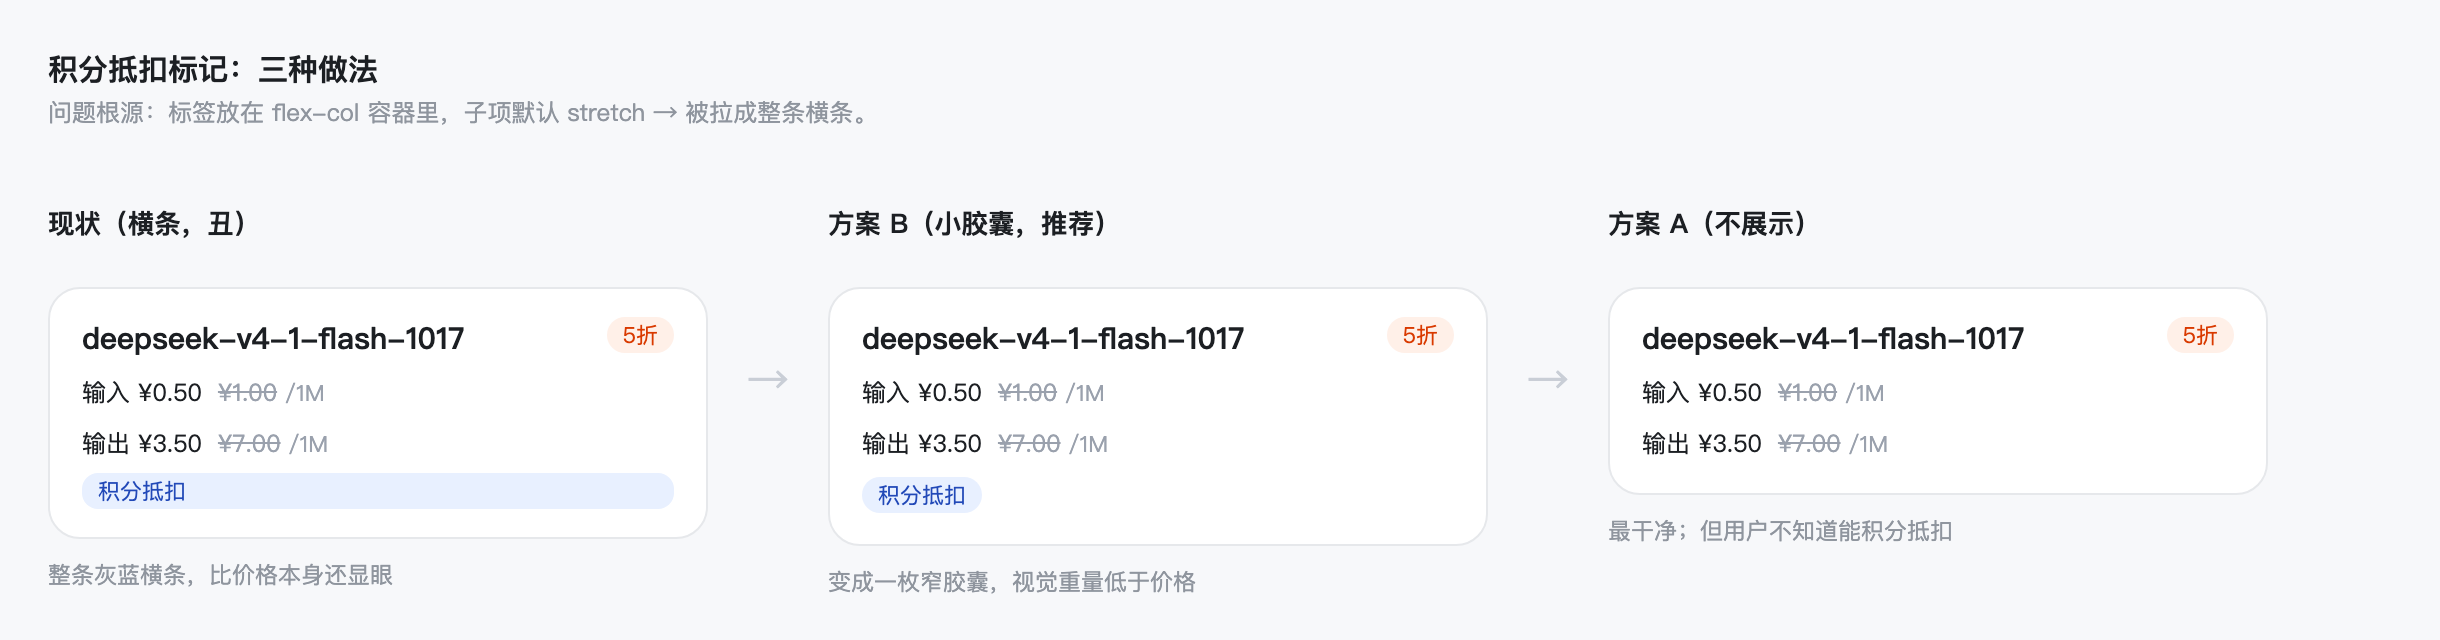 积分抵扣标记：三种做法
问题根源：标签放在 flex-col 容器里，子项默认 stretch → 被拉成整条横条。
现状（横条，丑）
deepseek-v4-1-flash-1017
5折
输入 ¥0.50 ¥1.00 /1M
输出 ¥3.50 ¥7.00 /1M
积分抵扣
整条灰蓝横条，比价格本身还显眼
→
方案 B（小胶囊，推荐）
deepseek-v4-1-flash-1017
5折
输入 ¥0.50 ¥1.00 /1M
输出 ¥3.50 ¥7.00 /1M
积分抵扣
变成一枚窄胶囊，视觉重量低于价格
→
方案 A（不展示）
deepseek-v4-1-flash-1017
5折
输入 ¥0.50 ¥1.00 /1M
输出 ¥3.50 ¥7.00 /1M
最干净；但用户不知道能积分抵扣